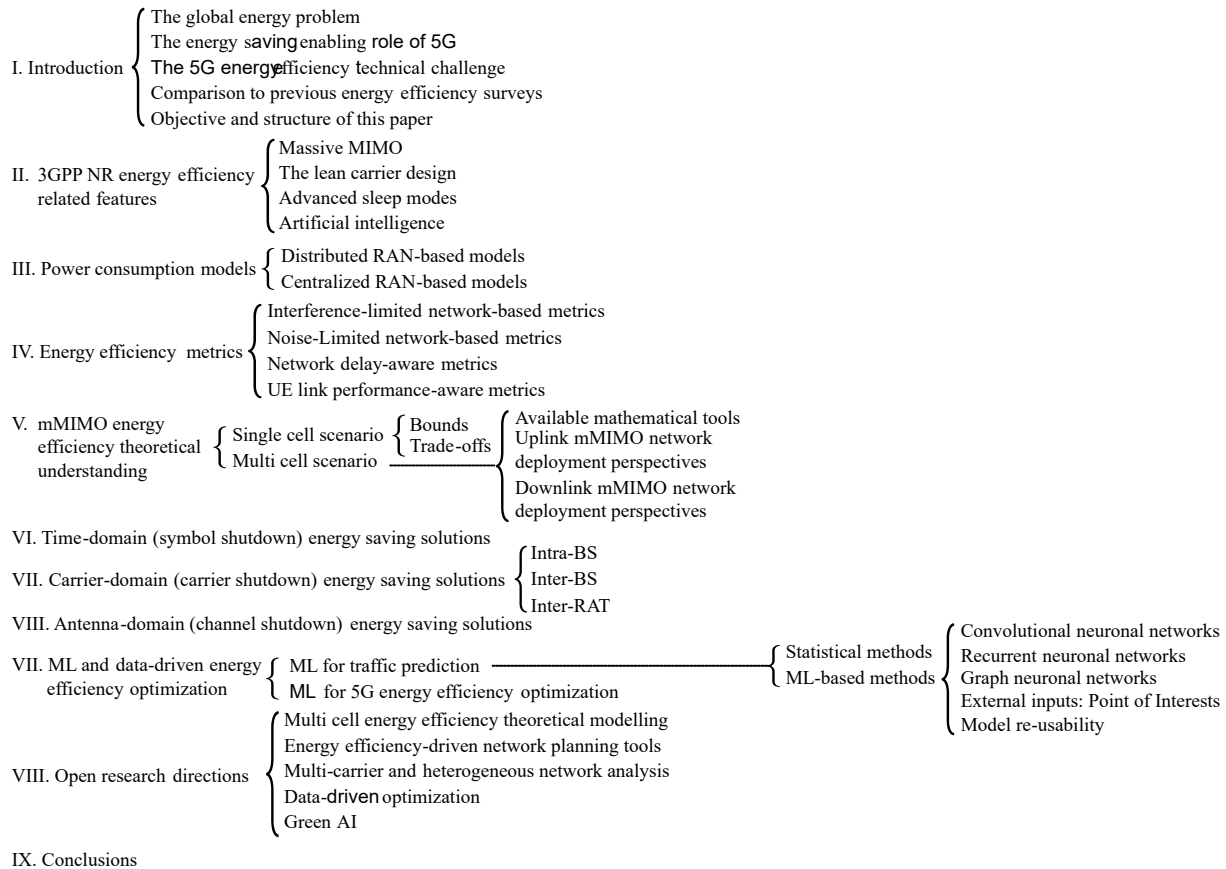 I. Introduction
The global energy problem
The energy saving enabling role of 5G
The 5G energy efficiency technical challenge
Comparison to previous energy efficiency surveys
Objective and structure of this paper
II. 3GPP NR energy efficiency
related features
Massive MIMO
The lean carrier design
Advanced sleep modes
Artificial intelligence
III. Power consumption models
Distributed RAN-based models
Centralized RAN-based models
IV. Energy efficiency metrics
Interference-limited network-based metrics
Noise-Limited network-based metrics
Network delay-aware metrics
UE link performance-aware metrics
V. mMIMO energy
efficiency theoretical
understanding
Single cell scenario
Multi cell scenario
Bounds
Trade-offs
Available mathematical tools
Uplink mMIMO network
deployment perspectives
Downlink mMIMO network
deployment perspectives
VI. Time-domain (symbol shutdown) energy saving solutions
VII. Carrier-domain (carrier shutdown) energy saving solutions
Intra-BS
Inter-BS
Inter-RAT
VIII. Antenna-domain (channel shutdown) energy saving solutions
VII. ML and data-driven energy
efficiency optimization
ML for traffic prediction
ML for 5G energy efficiency optimization
Statistical methods
ML-based methods
Convolutional neuronal networks
Recurrent neuronal networks
Graph neuronal networks
External inputs: Point of Interests
Model re-usability
VIII. Open research directions
Multi cell energy efficiency theoretical modelling
Energy efficiency-driven network planning tools
Multi-carrier and heterogeneous network analysis
Data-driven optimization
Green AI
IX. Conclusions